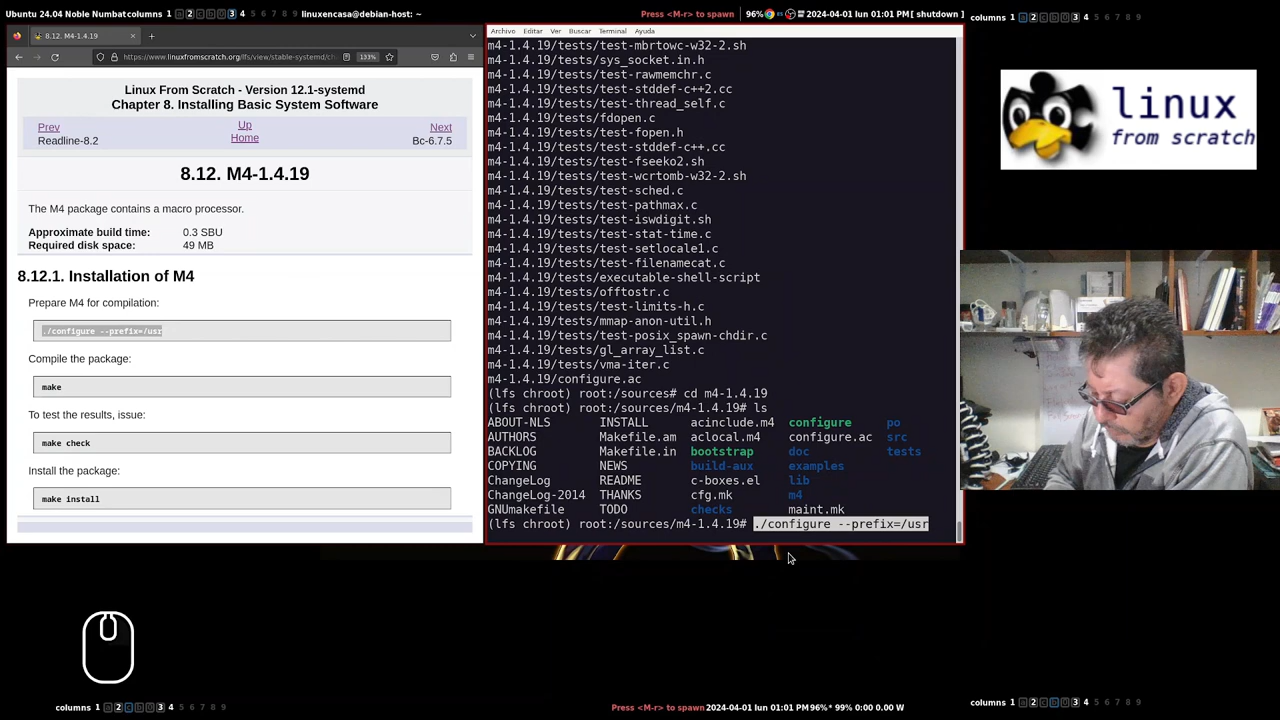 Ubuntu 24.04 Noble Numbat columns 1 a 2 c b d 3 4 5 6 7 8 9 linuxencasa@debian-host: ~
Press <M-r> to spawn 96% 2024-04-01 lun 01:01 PM [ shutdown ]
columns 1 a 2 c b d 3 4 5 6 7 8 9
8.12. M4-1.4.19
https://www.linuxfromscratch.org/lfs/view/stable-systemd/c 133%
Linux From Scratch - Version 12.1-systemd
Chapter 8. Installing Basic System Software
Prev Up Next
Readline-8.2 Home Bc-6.7.5
8.12. M4-1.4.19
The M4 package contains a macro processor.
Approximate build time: 0.3 SBU
Required disk space: 49 MB
8.12.1. Installation of M4
Prepare M4 for compilation:
./configure --prefix=/usr
Compile the package:
make
To test the results, issue:
make check
Install the package:
make install
Archivo Editar Ver Buscar Terminal Ayuda
m4-1.4.19/tests/test-mbrtowc-w32-2.sh
m4-1.4.19/tests/sys_socket.in.h
m4-1.4.19/tests/test-rawmemchr.c
m4-1.4.19/tests/test-stddef-c++2.cc
m4-1.4.19/tests/test-thread_self.c
m4-1.4.19/tests/fdopen.c
m4-1.4.19/tests/test-fopen.h
m4-1.4.19/tests/test-stddef-c++.cc
m4-1.4.19/tests/test-fseeko2.sh
m4-1.4.19/tests/test-wcrtomb-w32-2.sh
m4-1.4.19/tests/test-sched.c
m4-1.4.19/tests/test-pathmax.c
m4-1.4.19/tests/test-iswdigit.sh
m4-1.4.19/tests/test-stat-time.c
m4-1.4.19/tests/test-setlocale1.c
m4-1.4.19/tests/test-filenamecat.c
m4-1.4.19/tests/executable-shell-script
m4-1.4.19/tests/offtostr.c
m4-1.4.19/tests/test-limits-h.c
m4-1.4.19/tests/mmap-anon-util.h
m4-1.4.19/tests/test-posix_spawn-chdir.c
m4-1.4.19/tests/gl_array_list.c
m4-1.4.19/tests/vma-iter.c
m4-1.4.19/configure.ac
(lfs chroot) root:/sources# cd m4-1.4.19
(lfs chroot) root:/sources/m4-1.4.19# ls
ABOUT-NLS INSTALL acinclude.m4 configure po
AUTHORS Makefile.am aclocal.m4 configure.ac src
BACKLOG Makefile.in bootstrap doc tests
COPYING NEWS build-aux examples
ChangeLog README c-boxes.el lib
ChangeLog-2014 THANKS cfg.mk m4
GNUmakefile TODO checks maint.mk
(lfs chroot) root:/sources/m4-1.4.19# ./configure --prefix=/usr
linux
from scratch
columns 1 a 2 c b d 3 4 5 6 7 8 9
Press <M-r> to spawn 2024-04-01 lun 01:01 PM 96%* 99% 0:00 0.00 W
columns 1 a 2 c b d 3 4 5 6 7 8 9